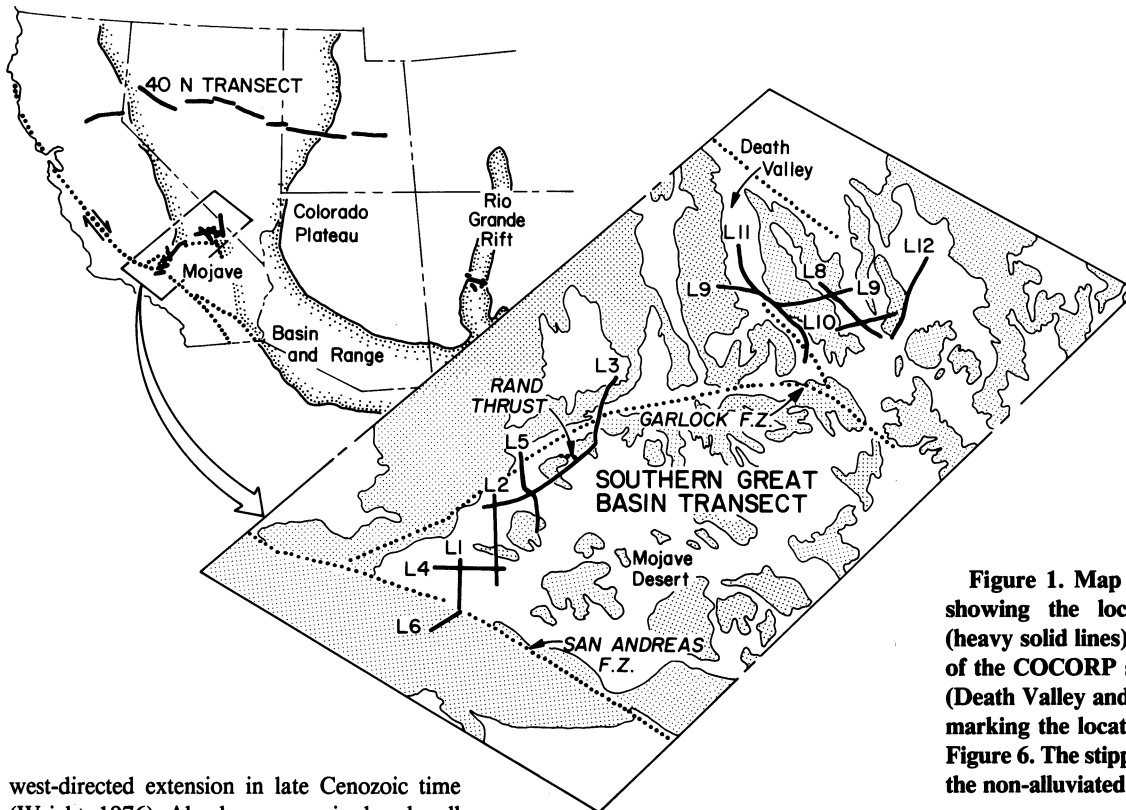 40 N TRANSECT
Colorado
Plateau
Rio
Grande
Rift
Mojave
Basin
and Range
Death
Valley
L11
L12
L8
L9
L9
L10
L3
RAND
THRUST
GARLOCK F.Z.
L5
SOUTHERN GREAT
BASIN TRANSECT
L2
L1
L4
Mojave
Desert
L6
SAN ANDREAS
F.Z.
Figure 1. Map
showing the loc
(heavy solid lines)
of the COCORP
(Death Valley and
marking the locat
Figure 6. The stipp
the non-alluviated
west-directed extension in late Cenozoic time